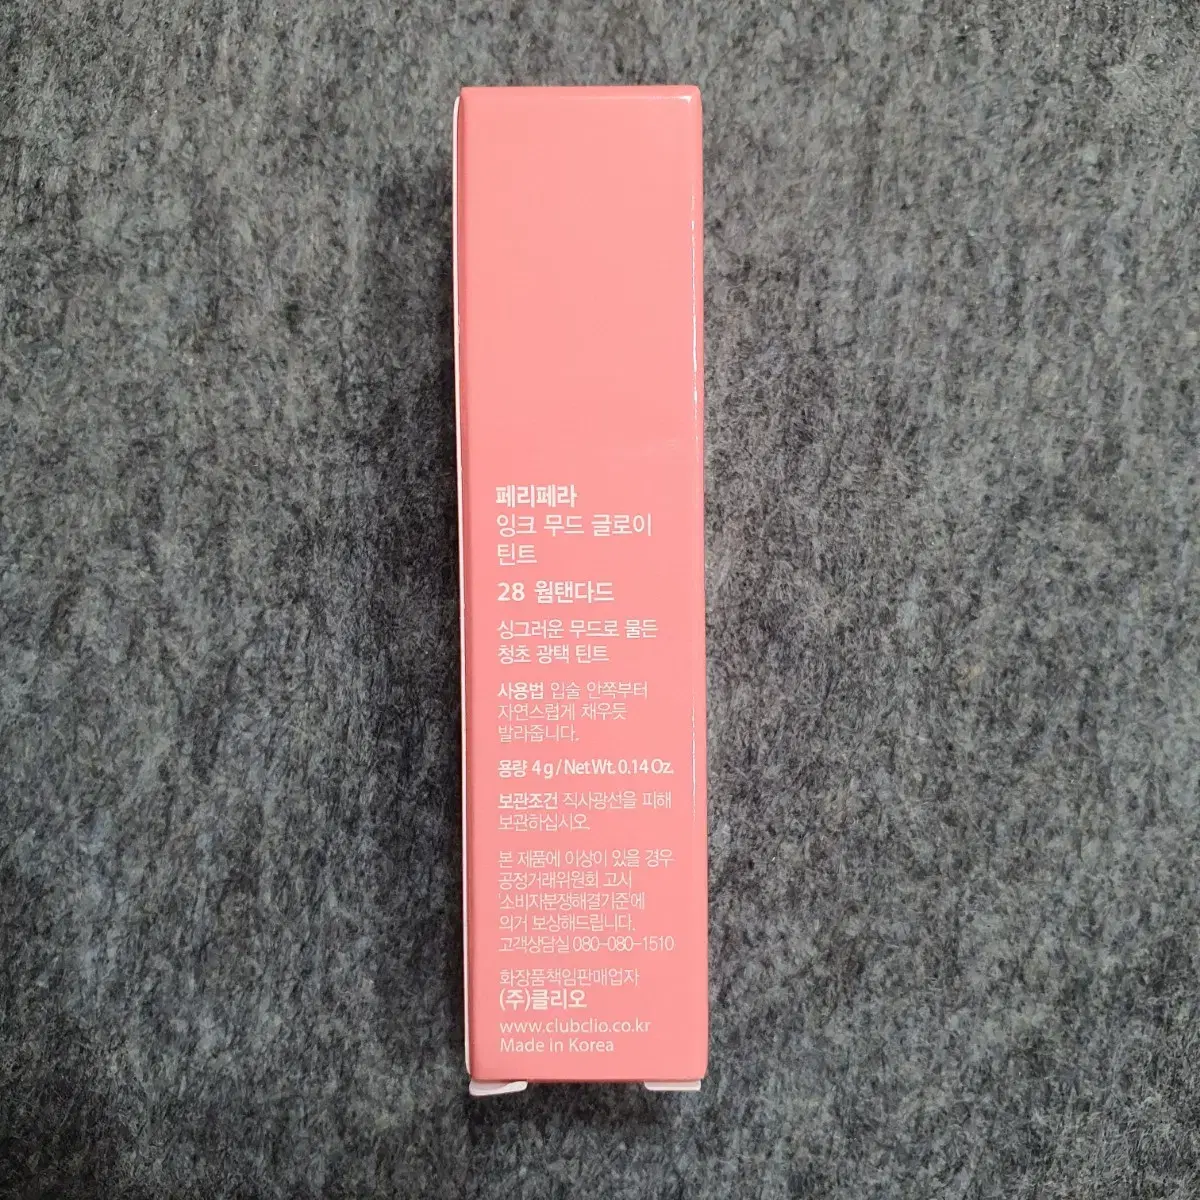 페리페라
잉크 무드 글로이
틴트
28 웜탠다드
싱그러운 무드로 물든
청초 광택 틴트
사용법 입술 안쪽부터
자연스럽게 채우듯
발라줍니다.
용량 4 g / Net Wt. 0.14 Oz.
보관조건 직사광선을 피해
보관하십시오.
본 제품에 이상이 있을 경우
공정거래위원회 고시
'소비자분쟁해결기준'에
의거 보상해드립니다.
고객상담실 080-080-1510
화장품책임판매업자
(주)클리오
www.clubclio.co.kr
Made in Korea